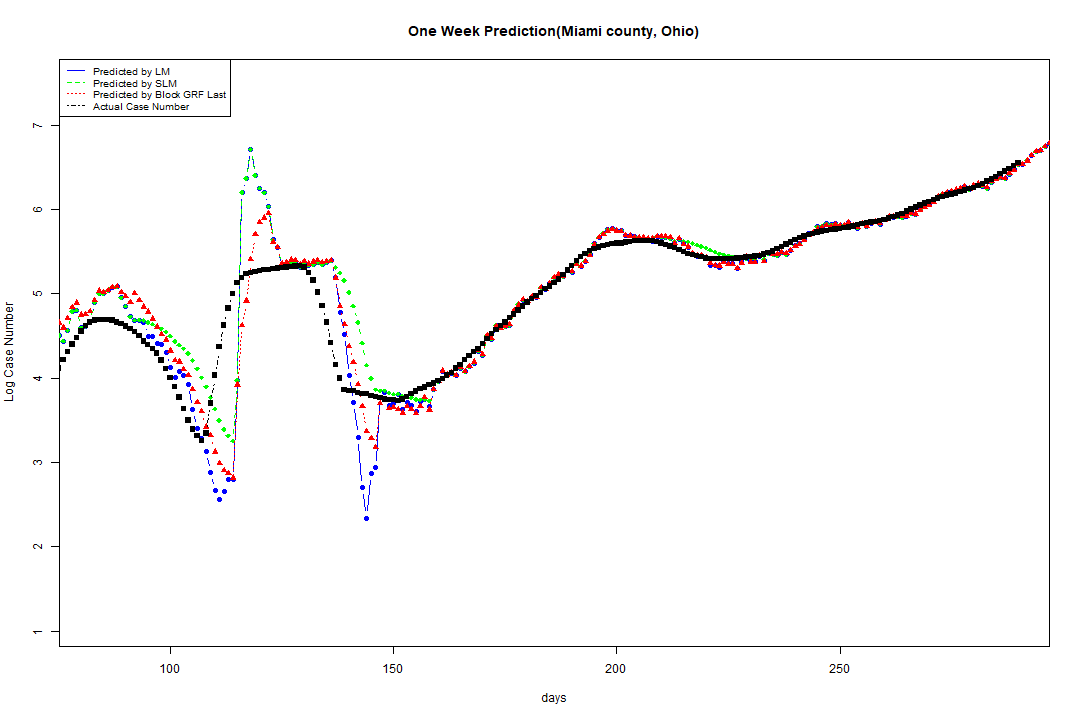 One Week Prediction(Miami county, Ohio)
Predicted by LM
Predicted by SLM
Predicted by Block GRF Last
Actual Case Number
Log Case Number
7
6
5
4
3
2
1
100 150 200 250
days